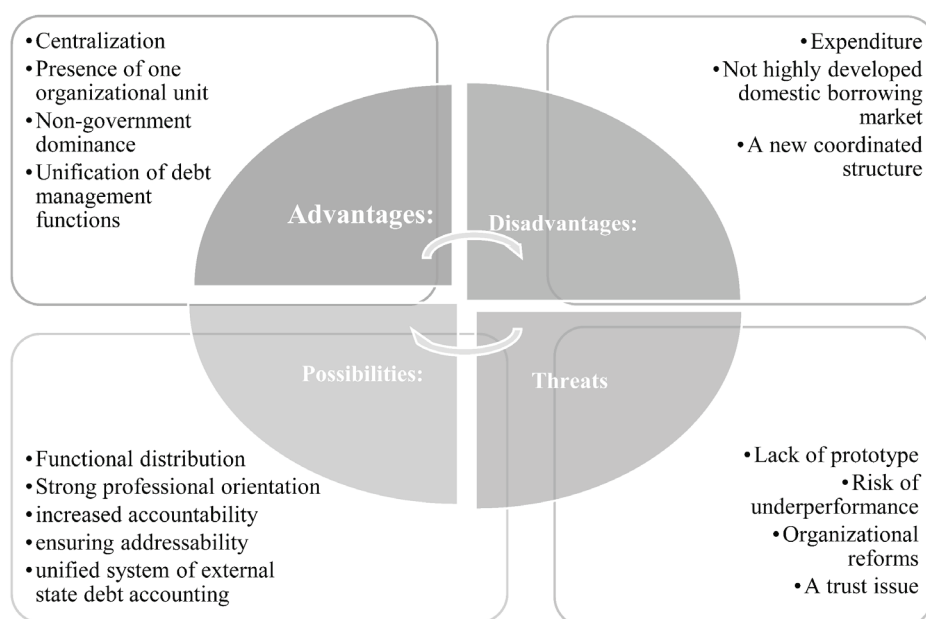 •Centralization
•Presence of one
organizational unit
•Non-government
dominance
•Unification of debt
management
functions
Advantages:
•Expenditure
•Not highly developed
domestic borrowing
market
•A new coordinated
structure
Disadvantages:
Possibilities:
•Functional distribution
•Strong professional orientation
•increased accountability
•ensuring addressability
•unified system of external
state debt accounting
Threats
•Lack of prototype
•Risk of
underperformance
•Organizational
reforms
•A trust issue